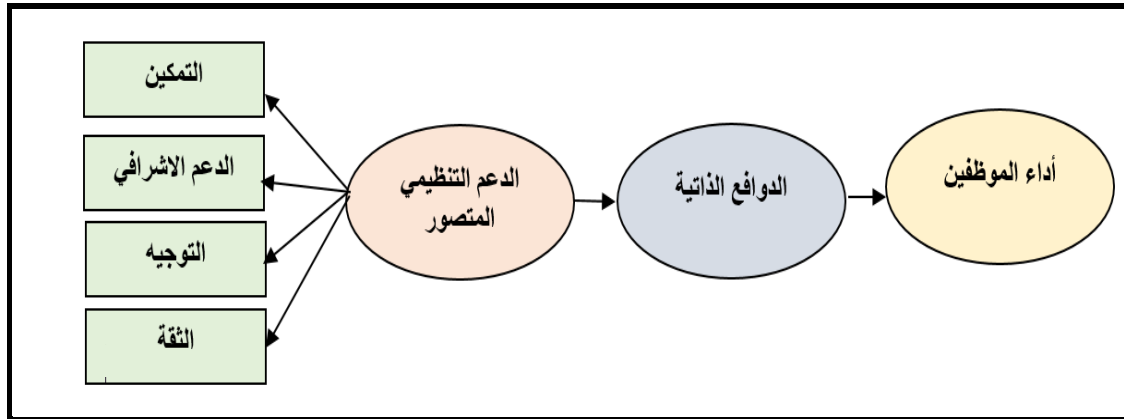 التمكين
الدعم الاشرافي
التوجيه
الثقة
الدعم التنظيمي
المتصور
الدوافع الذاتية
أداء الموظفين